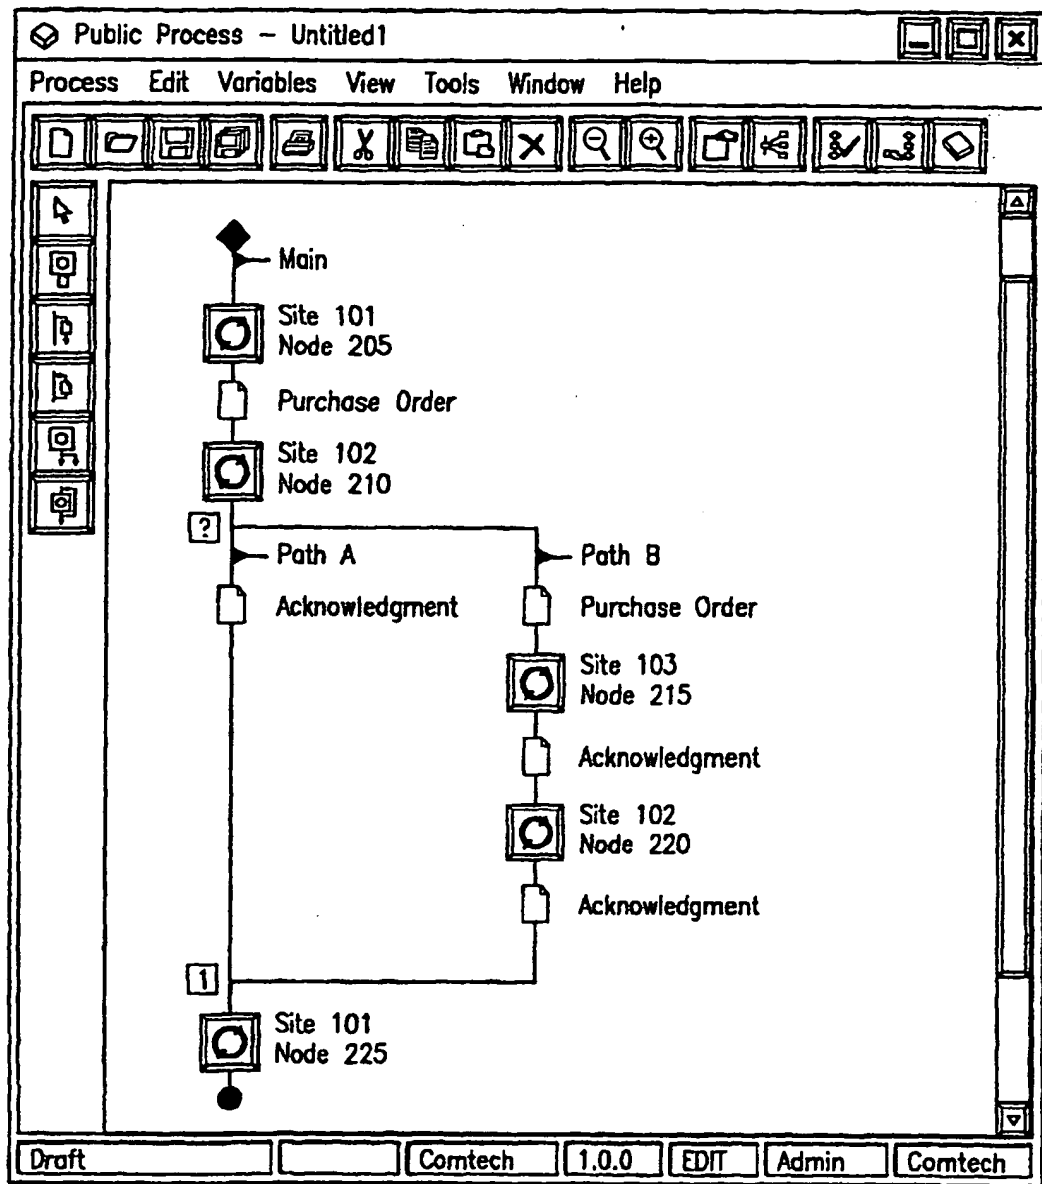 Public Process – Untitled1
Process Edit Variables View Tools Window Help
Main
Site 101
Node 205
Purchase Order
Site 102
Node 210
?
Path A
Path B
Acknowledgment
Purchase Order
Site 103
Node 215
Acknowledgment
Site 102
Node 220
Acknowledgment
1
Site 101
Node 225
Draft Comtech 1.0.0 EDIT Admin Comtech